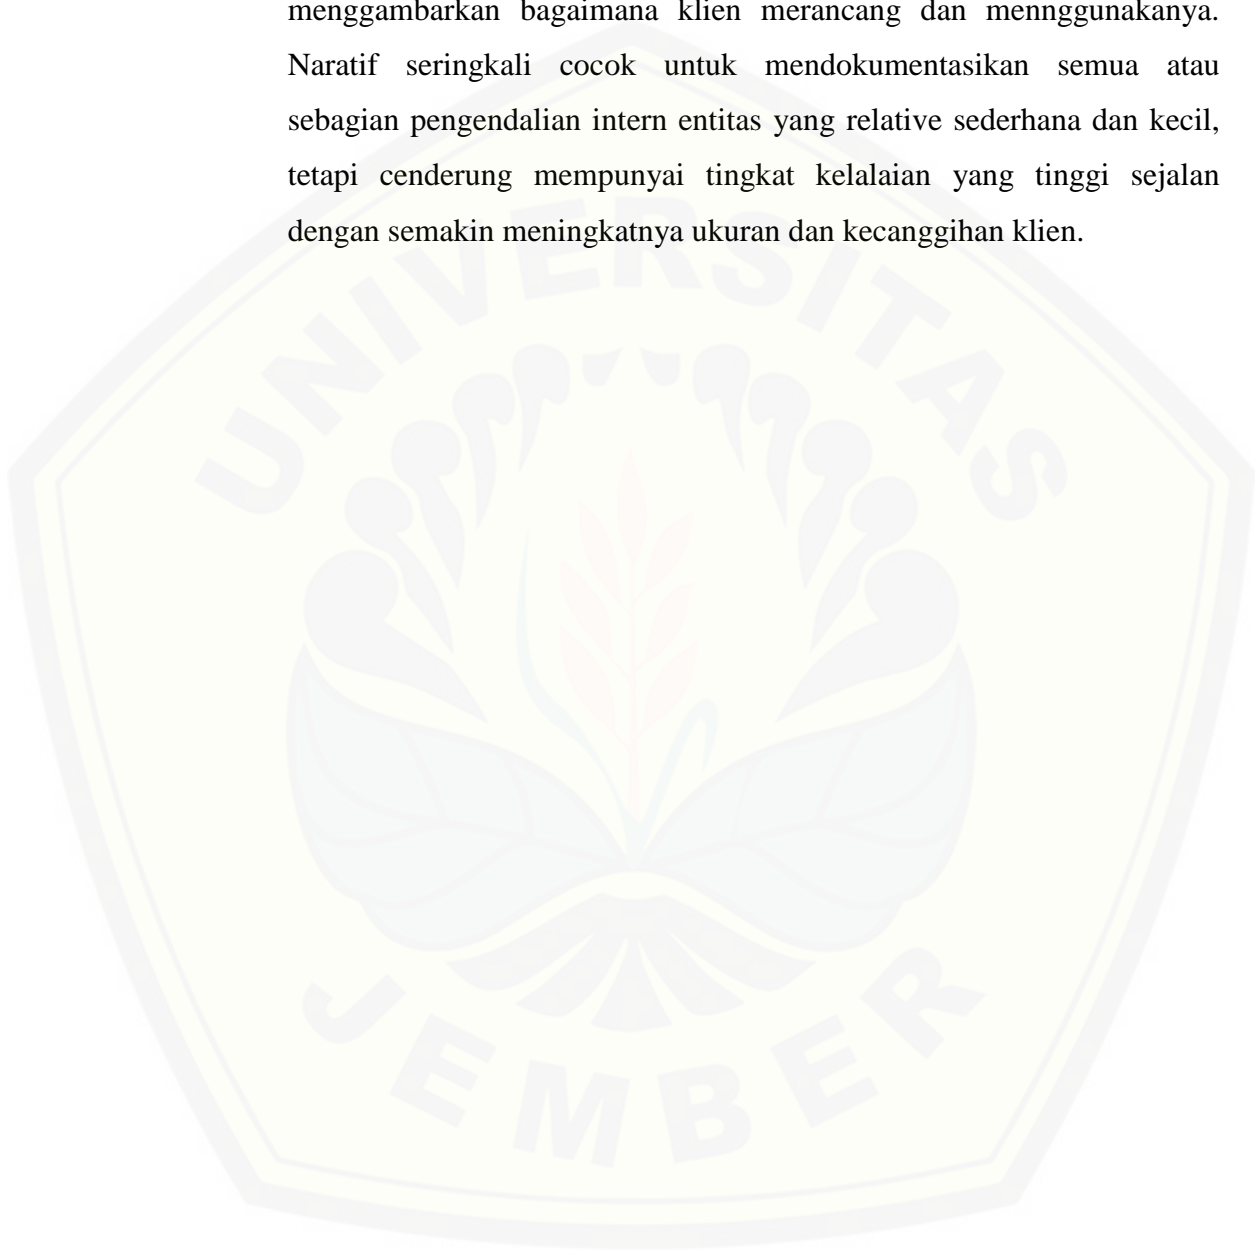 menggambarkan bagaimana klien merancang dan mennggunakanya.
Naratif seringkali cocok untuk mendokumentasikan semua atau
sebagian pengendalian intern entitas yang relative sederhana dan kecil,
tetapi cenderung mempunyai tingkat kelalaian yang tinggi sejalan
dengan semakin meningkatnya ukuran dan kecanggihan klien.
UNIVERSITAS
JEMBER